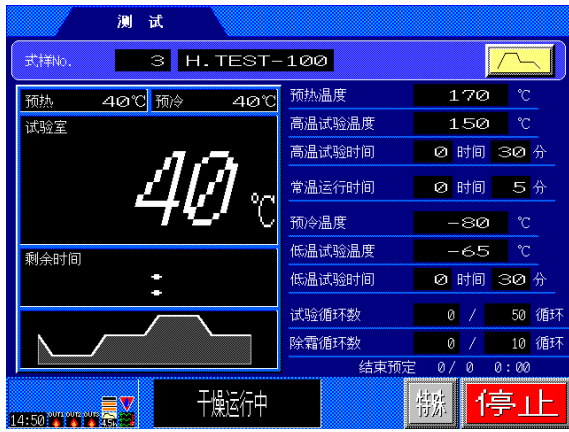 测 试
式样No. 3 H.TEST-100
预热 40℃ 预冷 40℃
试验室
40℃
剩余时间
:
预热温度 170 ℃
高温试验温度 150 ℃
高温试验时间 0 时间 30 分
常温运行时间 0 时间 5 分
预冷温度 -80 ℃
低温试验温度 -65 ℃
低温试验时间 0 时间 30 分
试验循环数 0 / 50 循环
除霜循环数 0 / 10 循环
结束预定 0/ 0 0:00
14:50 OUT1 OUT2 OUT3 45h
干燥运行中
特殊
停止